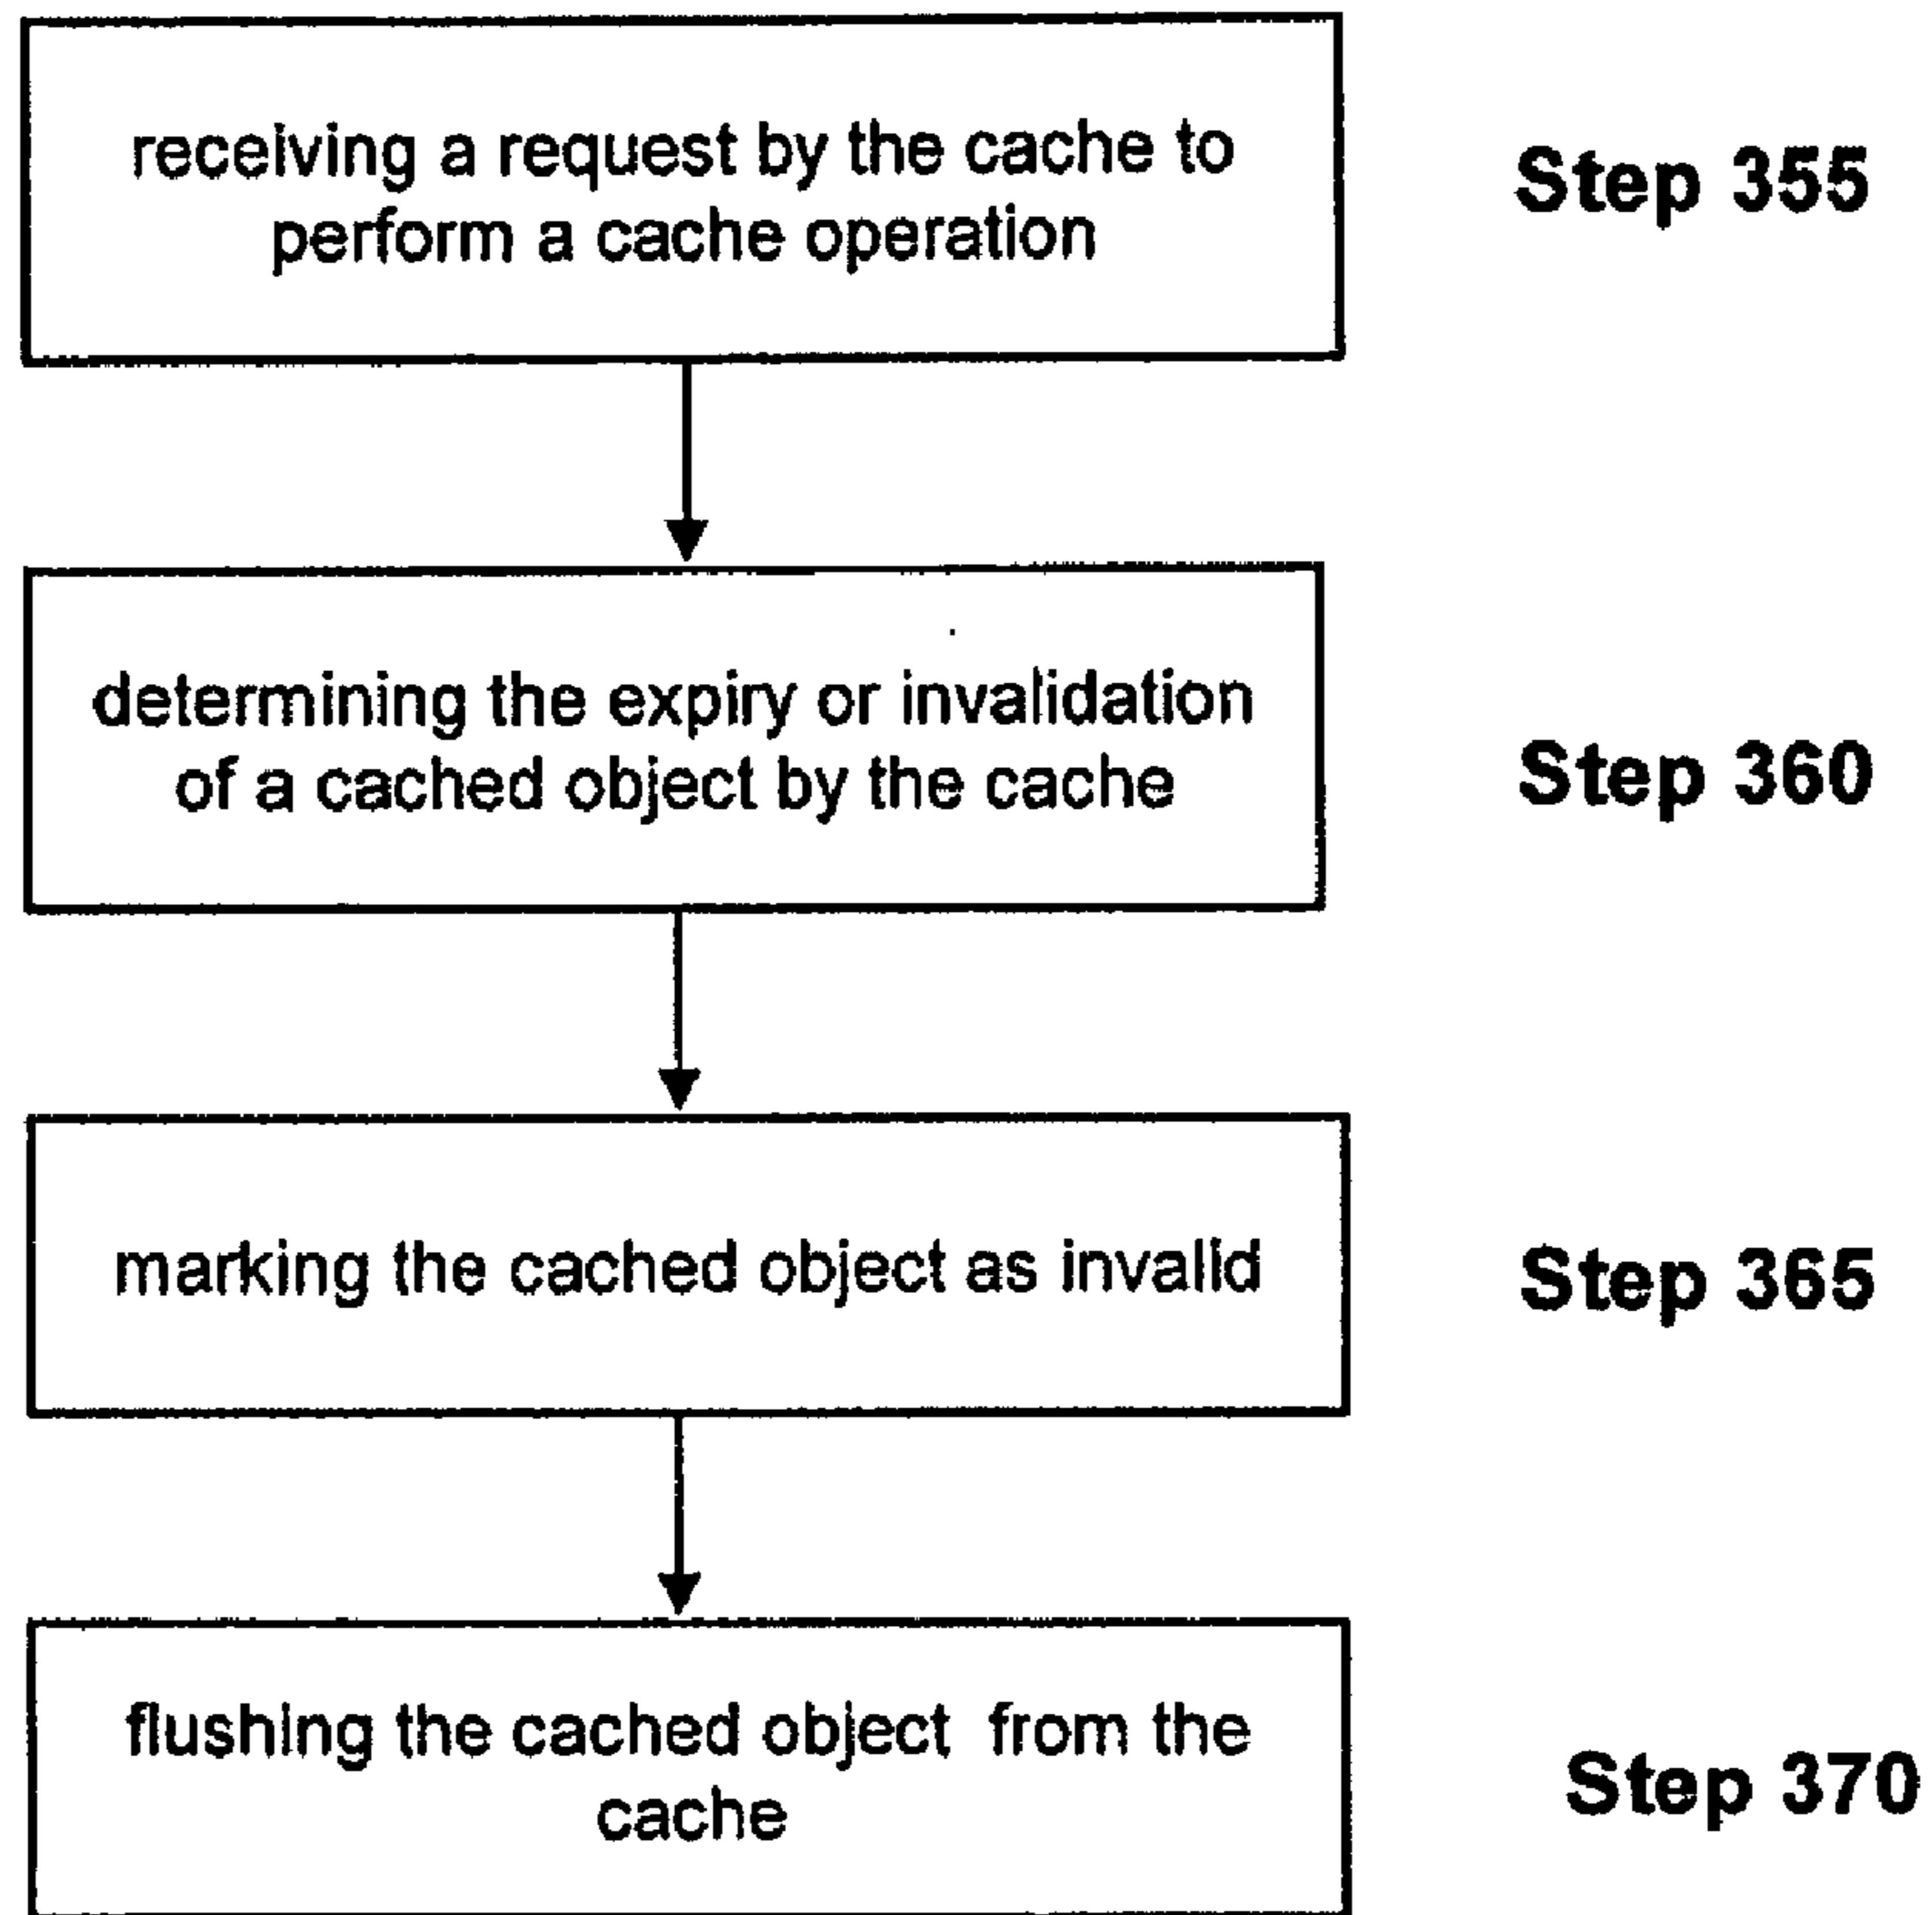 receiving a request by the cache to
perform a cache operation
Step 355
determining the expiry or invalidation
of a cached object by the cache
Step 360
marking the cached object as invalid
Step 365
flushing the cached object from the
cache
Step 370